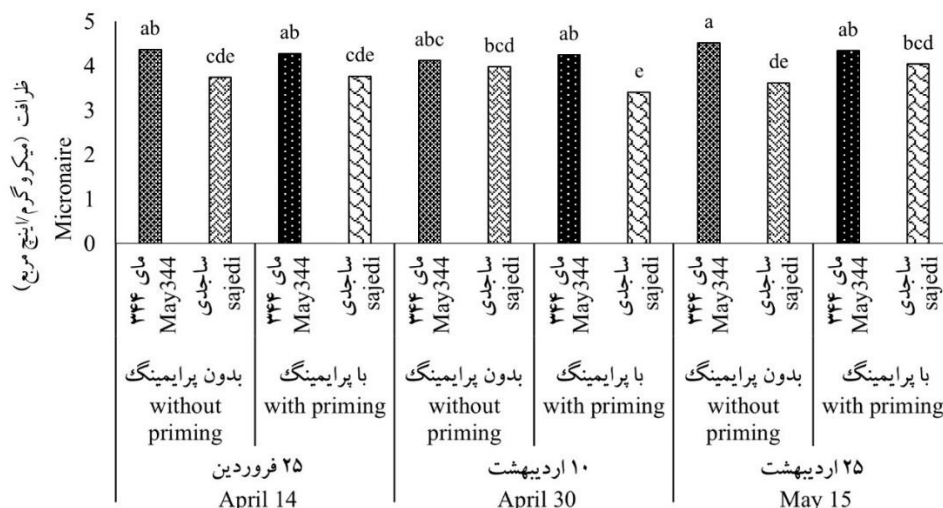 ظرافت (میکروگرم/اینچ مربع)
Micronaire
5
4
3
2
1
0
ab
cde
ab
cde
abc
bcd
ab
e
a
de
ab
bcd
مای ۳۴۴
May344
ساجدی
sajedi
مای ۳۴۴
May344
ساجدی
sajedi
مای ۳۴۴
May344
ساجدی
sajedi
مای ۳۴۴
May344
ساجدی
sajedi
مای ۳۴۴
May344
ساجدی
sajedi
مای ۳۴۴
May344
ساجدی
sajedi
بدون پرایمینگ
without
priming
با پرایمینگ
with priming
بدون پرایمینگ
without
priming
با پرایمینگ
with priming
بدون پرایمینگ
without
priming
با پرایمینگ
with priming
۲۵ فروردین
April 14
۱۰ اردیبهشت
April 30
۲۵ اردیبهشت
May 15